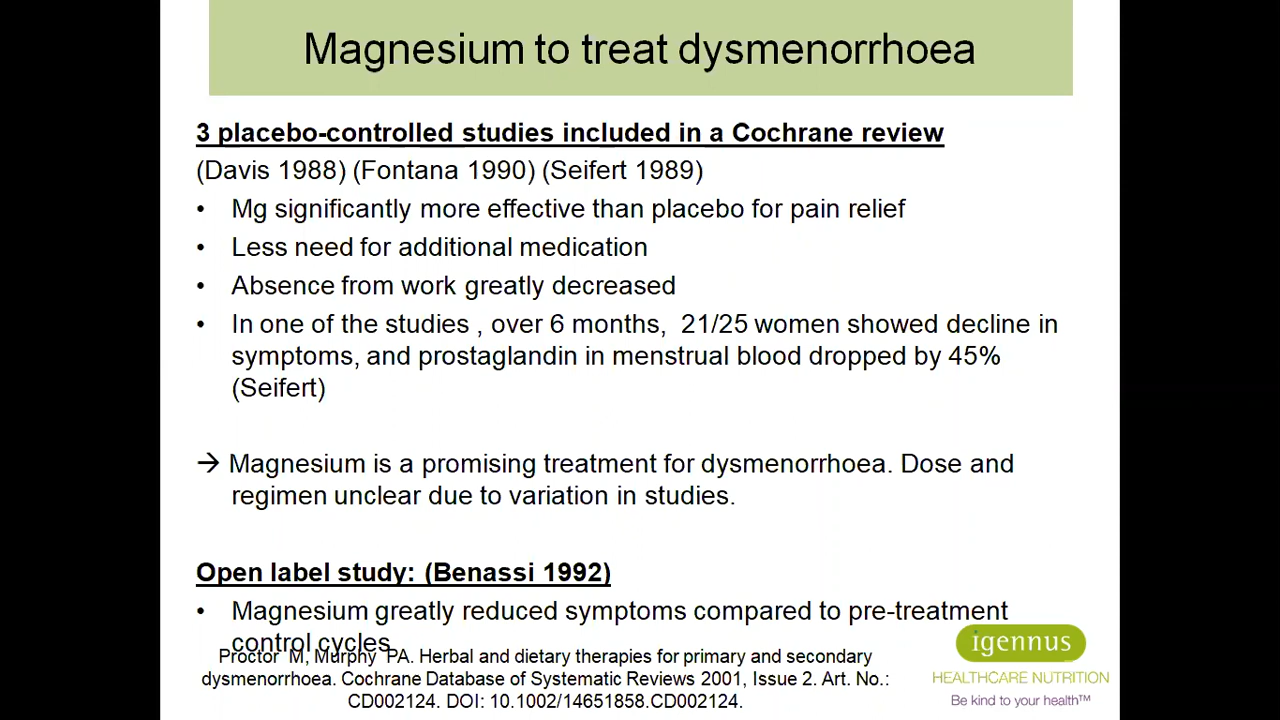 Magnesium to treat dysmenorrhoea
3 placebo-controlled studies included in a Cochrane review
(Davis 1988) (Fontana 1990) (Seifert 1989)
• Mg significantly more effective than placebo for pain relief
• Less need for additional medication
• Absence from work greatly decreased
• In one of the studies , over 6 months, 21/25 women showed decline in
symptoms, and prostaglandin in menstrual blood dropped by 45%
(Seifert)
→ Magnesium is a promising treatment for dysmenorrhoea. Dose and
regimen unclear due to variation in studies.
Open label study: (Benassi 1992)
• Magnesium greatly reduced symptoms compared to pre-treatment
control cycles
Proctor M, Murphy PA. Herbal and dietary therapies for primary and secondary
dysmenorrhoea. Cochrane Database of Systematic Reviews 2001, Issue 2. Art. No.:
CD002124. DOI: 10.1002/14651858.CD002124.
igennus
HEALTHCARE NUTRITION
Be kind to your health™